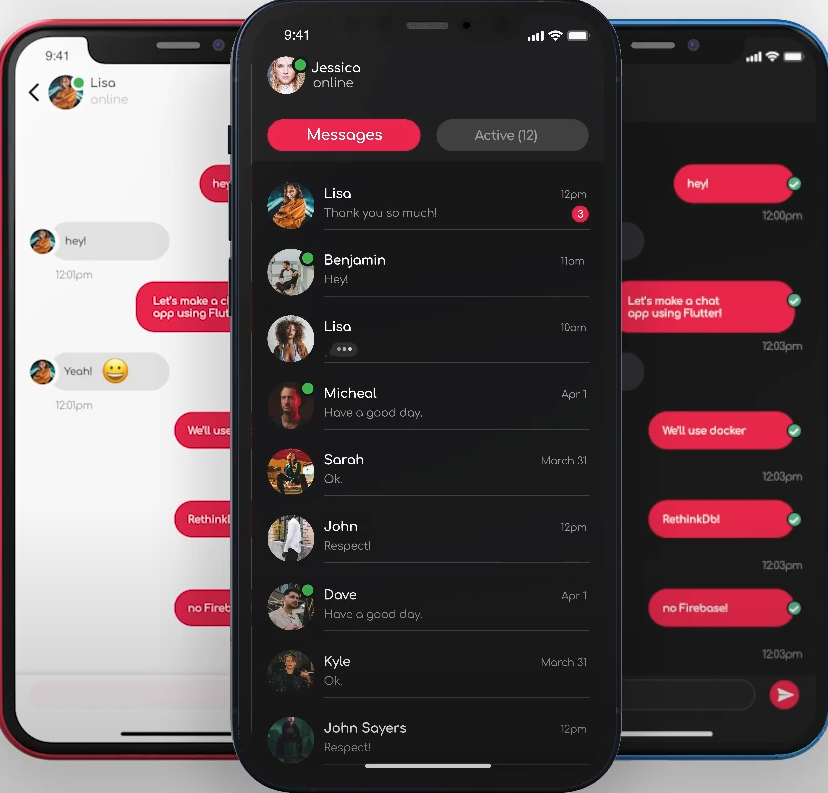 9:41
Lisa
online
hey
hey!
12:01pm
Let's make a c
app using Flut
Yeah!
12:01pm
We'll use
Rethink
no Fireb
9:41
Jessica
online
Messages
Active (12)
Lisa
12pm
Thank you so much!
3
Benjamin
11am
Hey!
Lisa
10am
Micheal
Apr 1
Have a good day.
Sarah
March 31
Ok.
John
12pm
Respect!
Dave
Apr 1
Have a good day.
Kyle
March 31
Ok.
John Sayers
12pm
Respect!
hey!
12:00pm
Let's make a chat
app using Flutter!
12:03pm
We'll use docker
12:03pm
RethinkDb!
12:03pm
no Firebase!
12:03pm